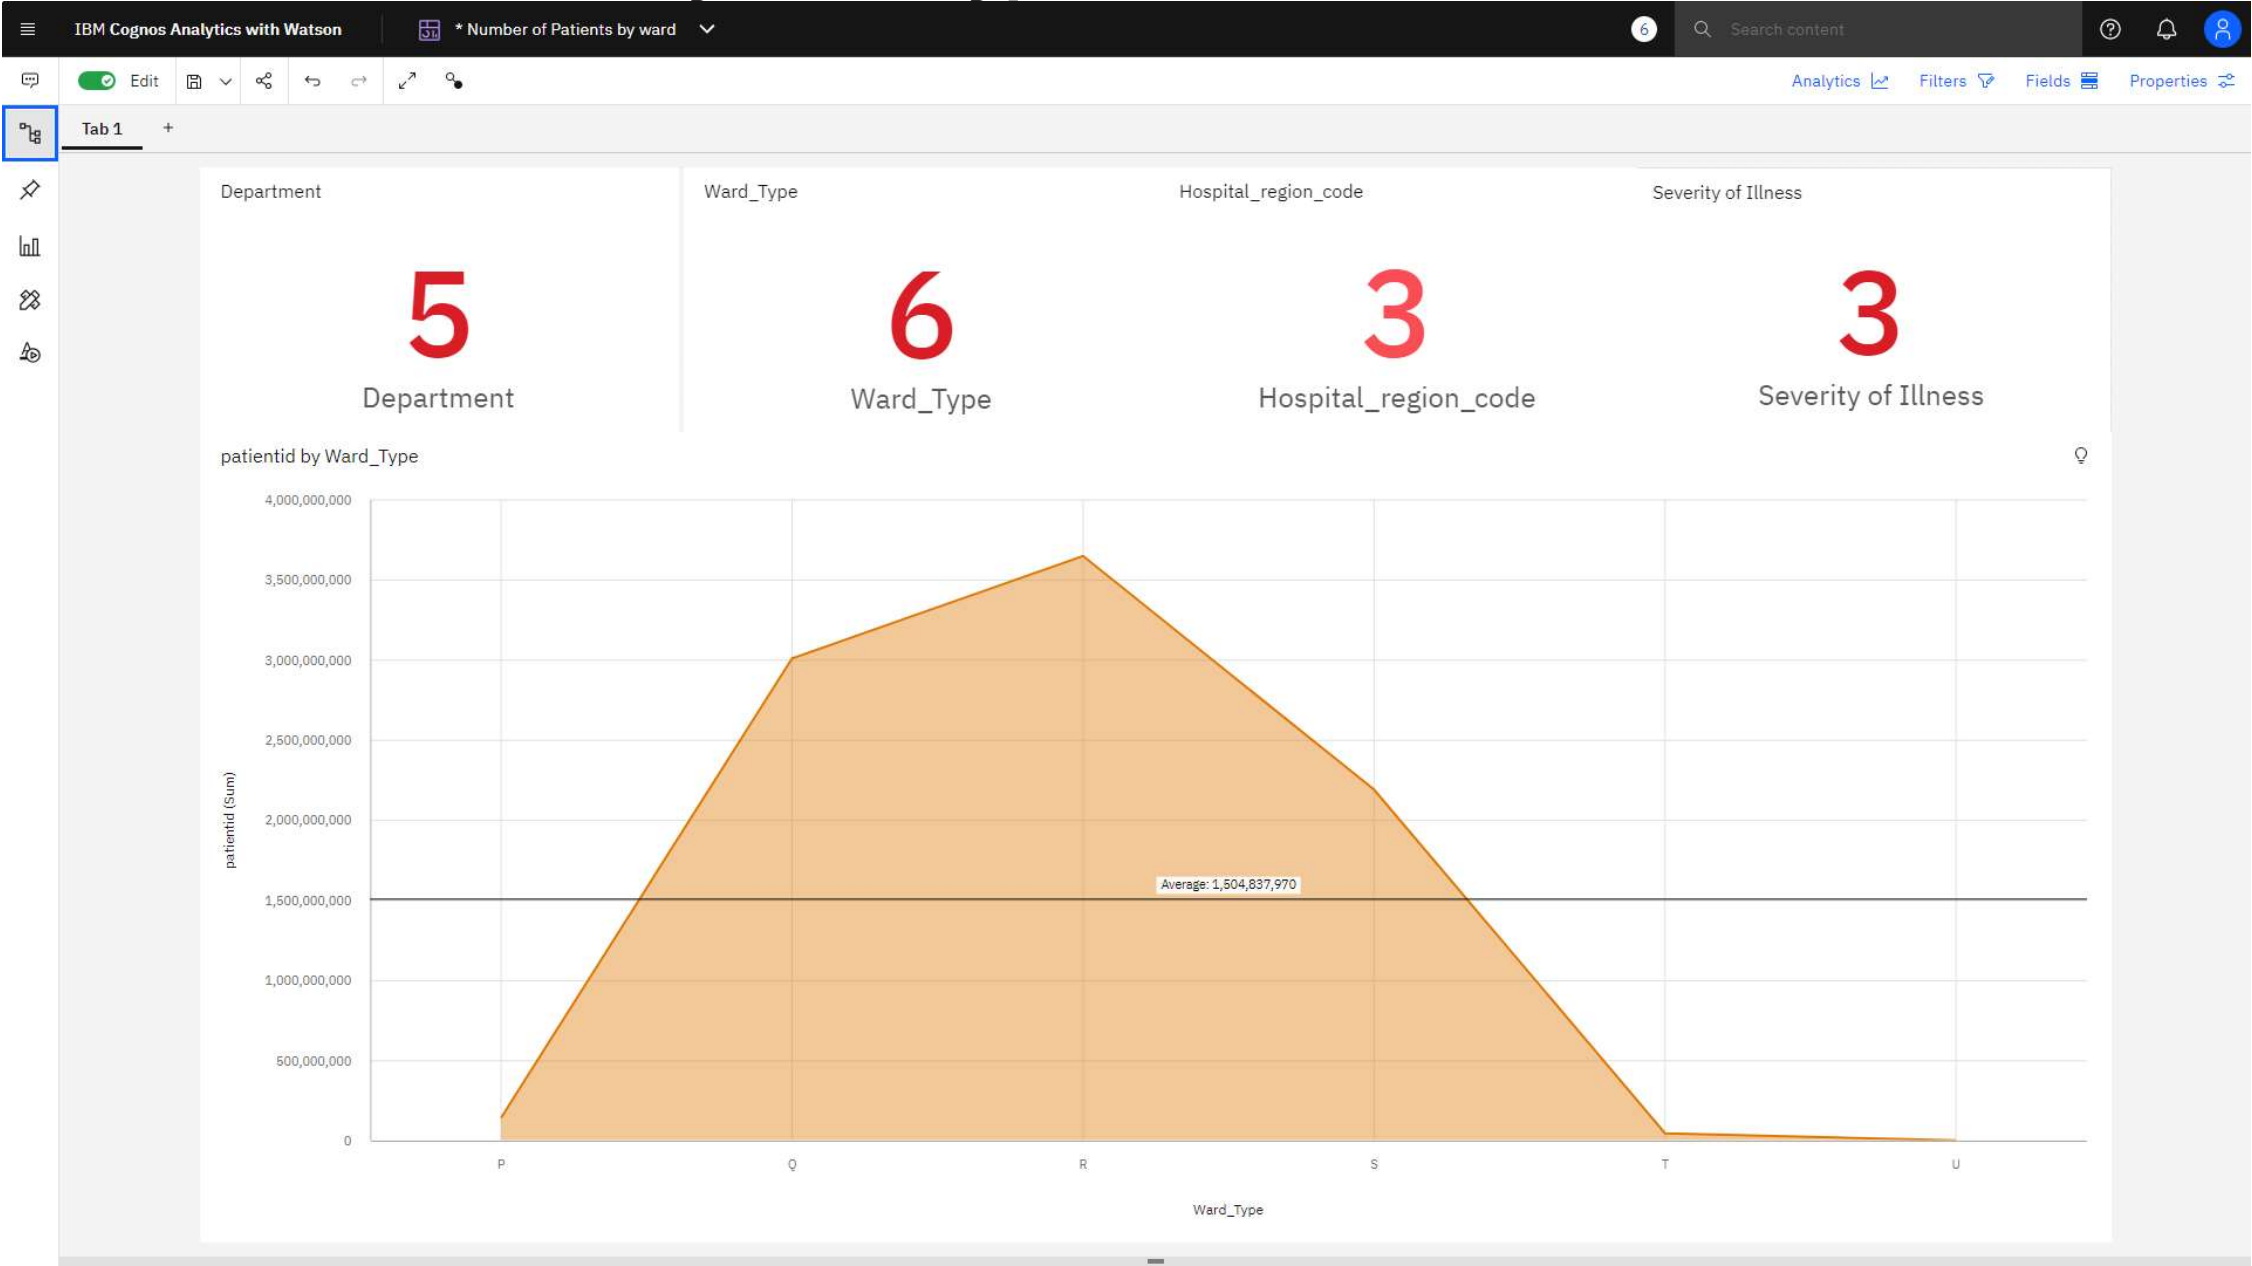 IBM Cognos Analytics with Watson
* Number of Patients by ward
6
Search content
Edit
Analytics
Filters
Fields
Properties
Tab 1
+
Department
5
Department
Ward_Type
6
Ward_Type
Hospital_region_code
3
Hospital_region_code
Severity of Illness
3
Severity of Illness
patientid by Ward_Type
patientid (Sum)
4,000,000,000
3,500,000,000
3,000,000,000
2,500,000,000
2,000,000,000
1,500,000,000
1,000,000,000
500,000,000
0
Average: 1,504,837,970
P
Q
R
S
T
U
Ward_Type